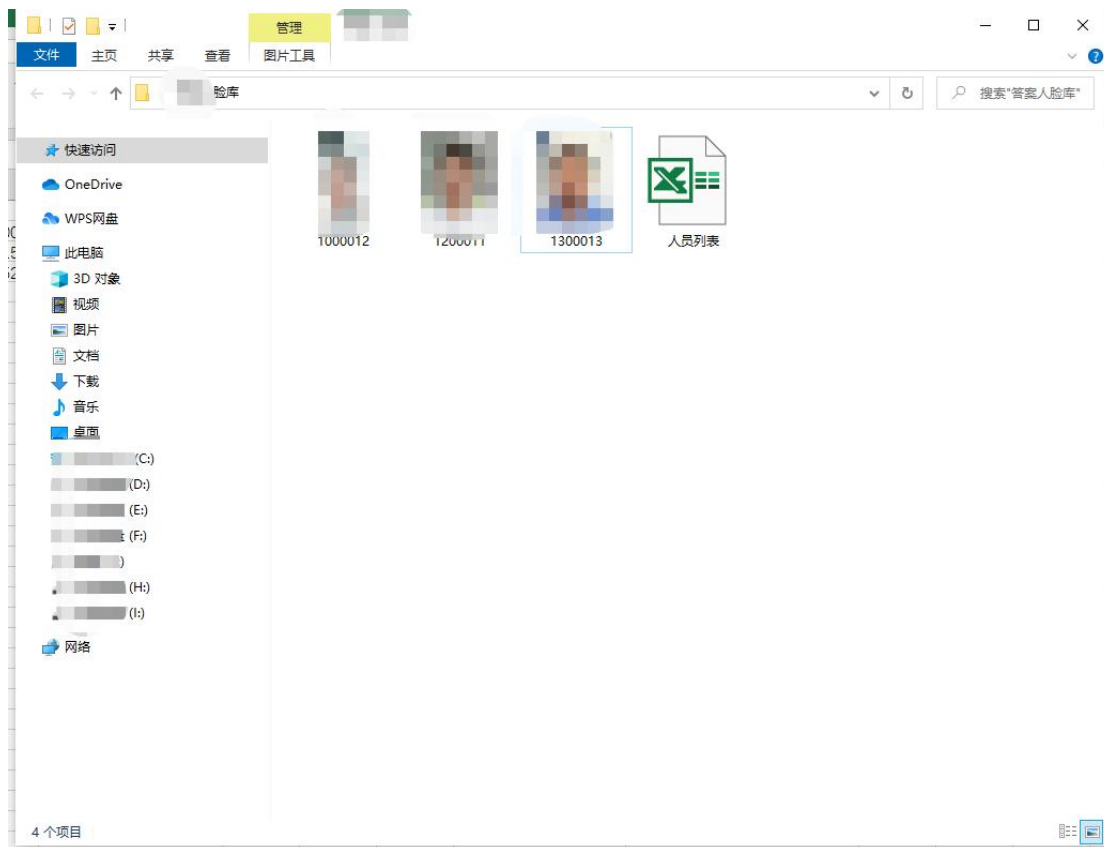 管理
文件 主页 共享 查看 图片工具
脸库
搜索"答案人脸库"
快速访问
OneDrive
WPS网盘
此电脑
3D 对象
视频
图片
文档
下载
音乐
桌面
(C:)
(D:)
(E:)
(F:)
)
(H:)
(I:)
网络
1000012 1200011 1300013 人员列表
4 个项目